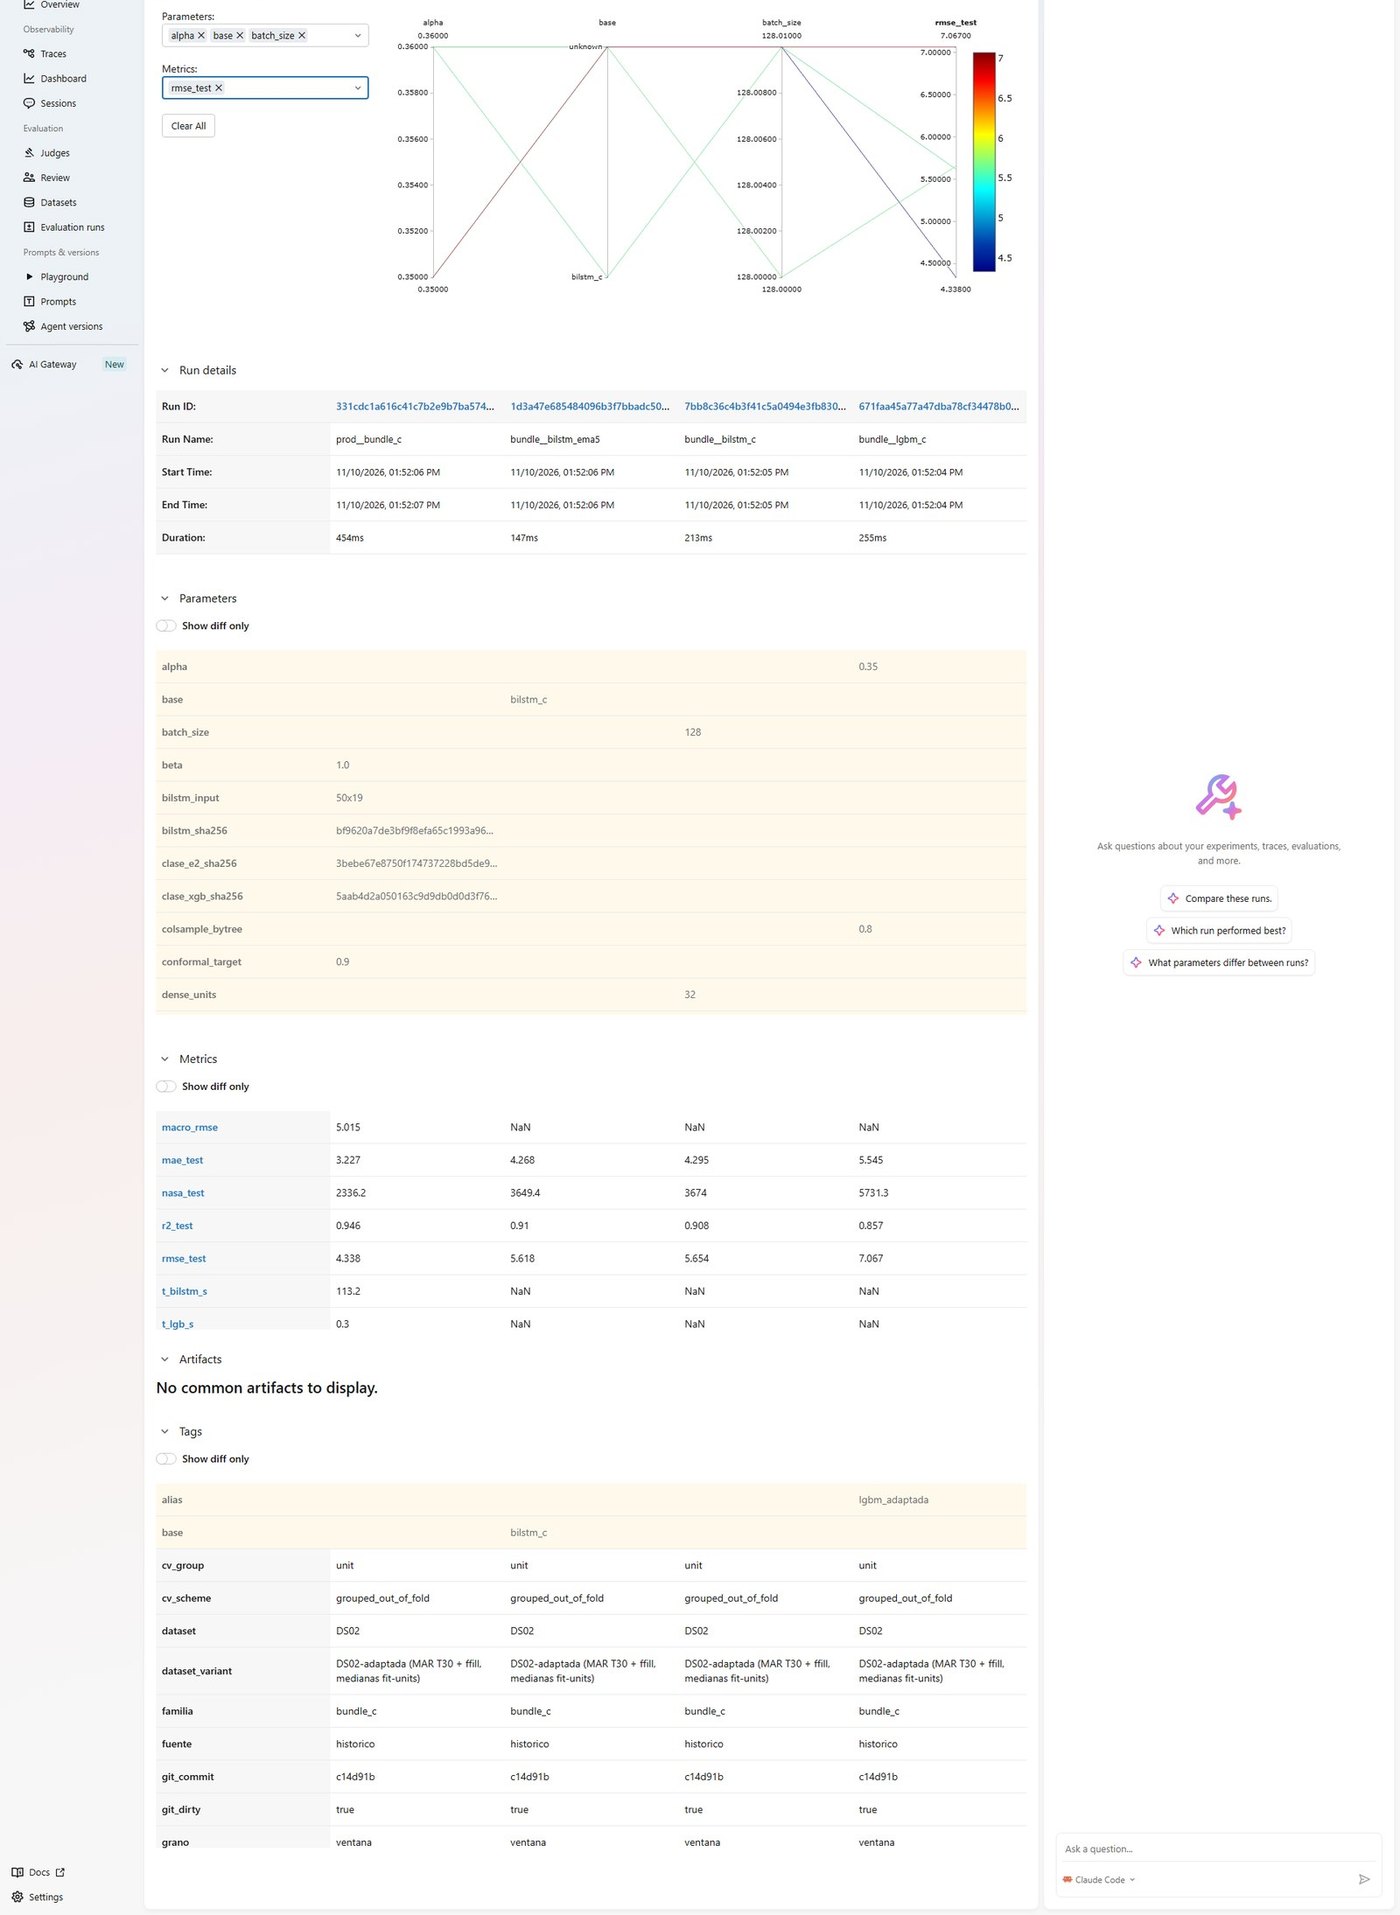 Overview
Observability
Traces
Dashboard
Sessions
Evaluation
Judges
Review
Datasets
Evaluation runs
Prompts & versions
Playground
Prompts
Agent versions
AI Gateway New
Docs
Settings
Parameters:
alpha base batch_size
Metrics:
rmse_test
Clear All
alpha base batch_size rmse_test
0.36000 128.01000 7.06700
0.36000 unknown 7.00000
0.35800 128.00800 6.50000
0.35600 128.00600 6.00000
0.35400 128.00400 5.50000
0.35200 128.00200 5.00000
0.35000 bilstm_c 128.00000 4.50000
0.35000 128.00000 4.33800
7
6.5
6
5.5
5
4.5
Run details
Run ID: 331cdc1a616c41c7b2e9b7ba574... 1d3a47e685484096b3f7bbadc50... 7bb8c36c4b3f41c5a0494e3fb830... 671faa45a77a47dba78cf34478b0...
Run Name: prod__bundle_c bundle__bilstm_ema5 bundle__bilstm_c bundle__lgbm_c
Start Time: 11/10/2026, 01:52:06 PM 11/10/2026, 01:52:06 PM 11/10/2026, 01:52:05 PM 11/10/2026, 01:52:04 PM
End Time: 11/10/2026, 01:52:07 PM 11/10/2026, 01:52:06 PM 11/10/2026, 01:52:05 PM 11/10/2026, 01:52:04 PM
Duration: 454ms 147ms 213ms 255ms
Parameters
Show diff only
alpha 0.35
base bilstm_c
batch_size 128
beta 1.0
bilstm_input 50x19
bilstm_sha256 bf9620a7de3bf9f8efa65c1993a96...
clase_e2_sha256 3bebe67e8750f174737228bd5de9...
clase_xgb_sha256 5aab4d2a050163c9d9db0d0d3f76...
colsample_bytree 0.8
conformal_target 0.9
dense_units 32
Metrics
Show diff only
macro_rmse 5.015 NaN NaN NaN
mae_test 3.227 4.268 4.295 5.545
nasa_test 2336.2 3649.4 3674 5731.3
r2_test 0.946 0.91 0.908 0.857
rmse_test 4.338 5.618 5.654 7.067
t_bilstm_s 113.2 NaN NaN NaN
t_lgb_s 0.3 NaN NaN NaN
Artifacts
No common artifacts to display.
Tags
Show diff only
alias lgbm_adaptada
base bilstm_c
cv_group unit unit unit unit
cv_scheme grouped_out_of_fold grouped_out_of_fold grouped_out_of_fold grouped_out_of_fold
dataset DS02 DS02 DS02 DS02
dataset_variant DS02-adaptada (MAR T30 + ffill, medianas fit-units) DS02-adaptada (MAR T30 + ffill, medianas fit-units) DS02-adaptada (MAR T30 + ffill, medianas fit-units) DS02-adaptada (MAR T30 + ffill, medianas fit-units)
familia bundle_c bundle_c bundle_c bundle_c
fuente historico historico historico historico
git_commit c14d91b c14d91b c14d91b c14d91b
git_dirty true true true true
grano ventana ventana ventana ventana
Ask questions about your experiments, traces, evaluations,
and more.
Compare these runs.
Which run performed best?
What parameters differ between runs?
Ask a question...
Claude Code